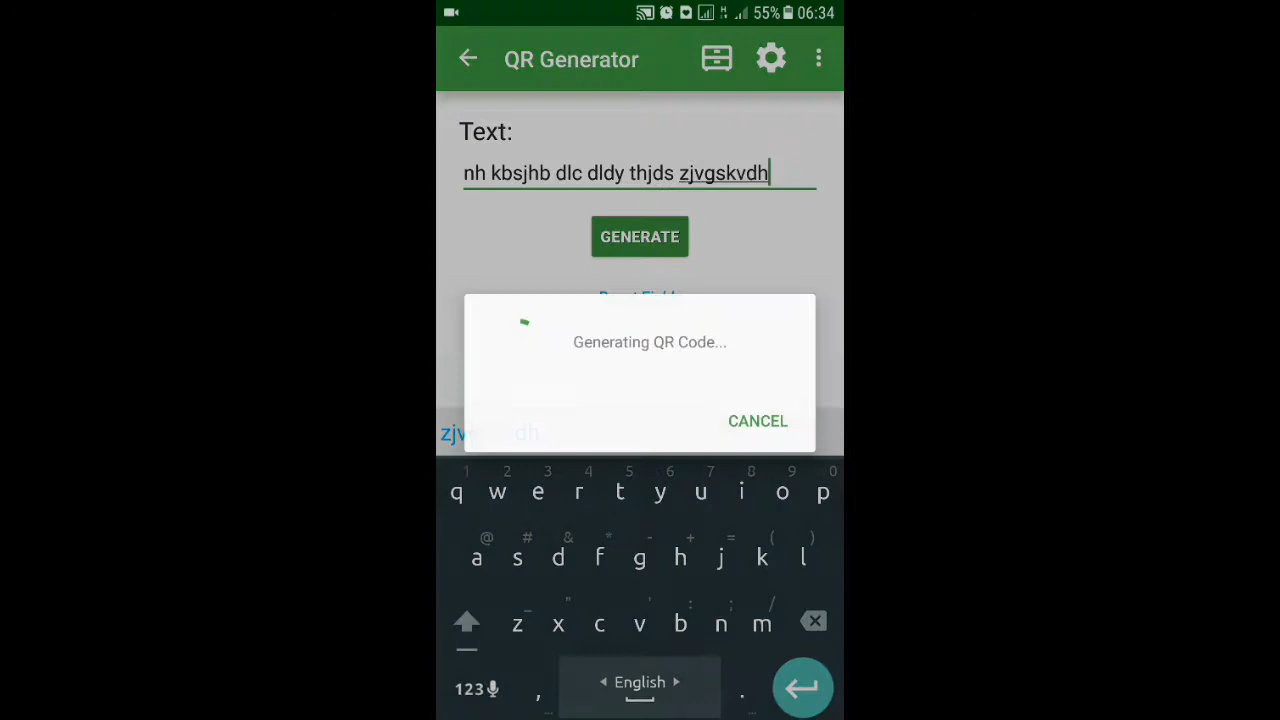 55% 06:34
QR Generator
Text:
nh kbsjhb dlc dldy thjds zjvgskvdh
GENERATE
Generating QR Code...
CANCEL
1 2 3 4 5 6 7 8 9 0
q w e r t y u i o p
@ # & * - + = ( )
a s d f g h j k l
_ " ' : ; /
z x c v b n m
123 , English .